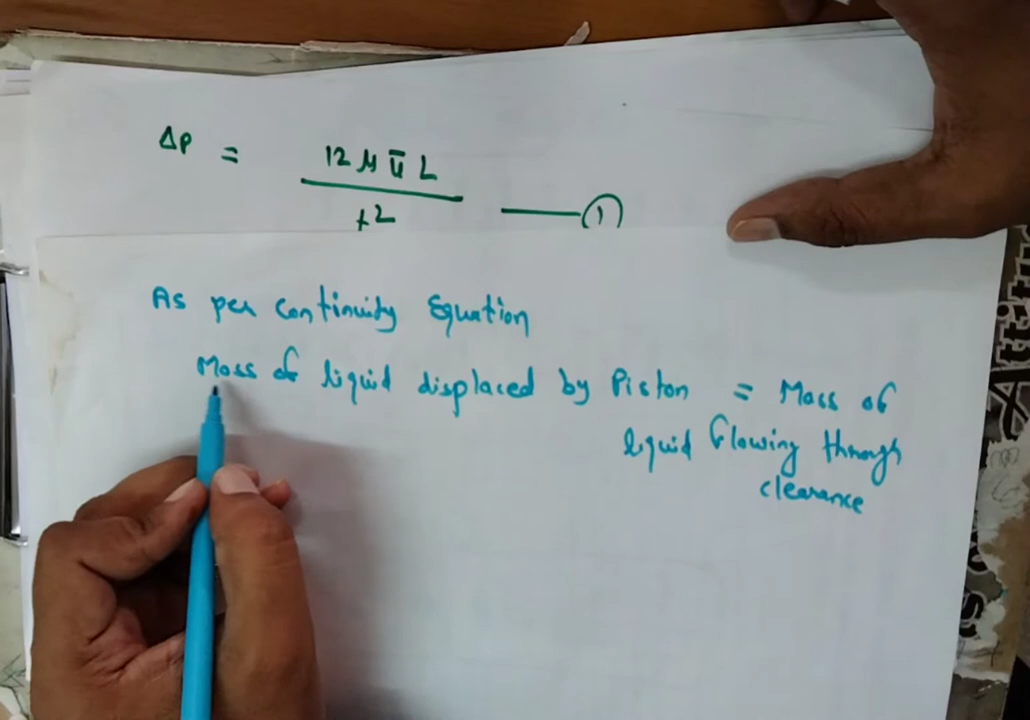 ΔP = 12 μ ū L
t2 ——— 1
As per Continuity Equation
Mass of liquid displaced by Piston = Mass of
liquid flowing through
clearance